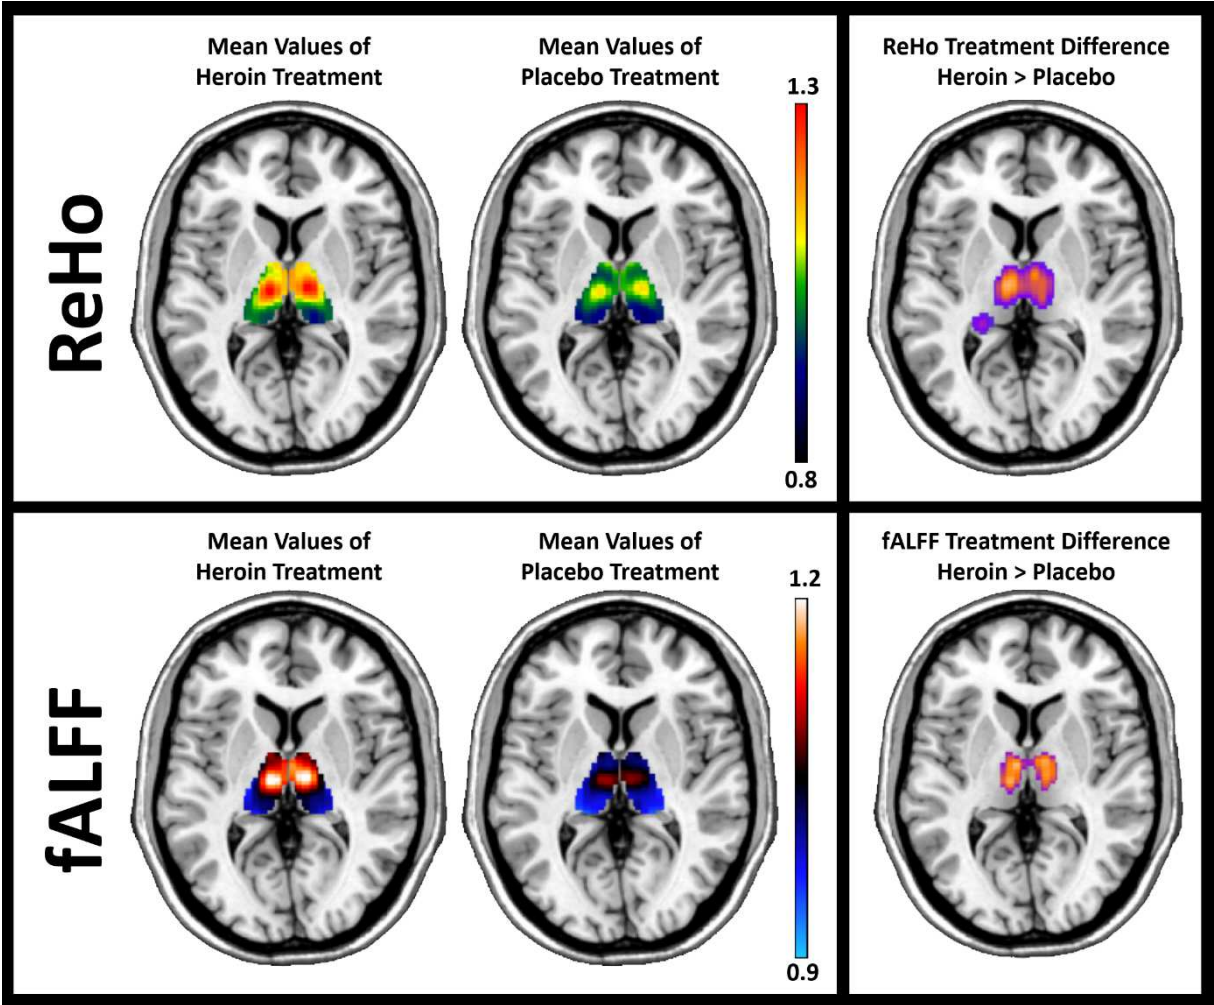 ReHo
Mean Values of
Heroin Treatment
Mean Values of
Placebo Treatment
1.3
0.8
ReHo Treatment Difference
Heroin > Placebo
fALFF
Mean Values of
Heroin Treatment
Mean Values of
Placebo Treatment
1.2
0.9
fALFF Treatment Difference
Heroin > Placebo